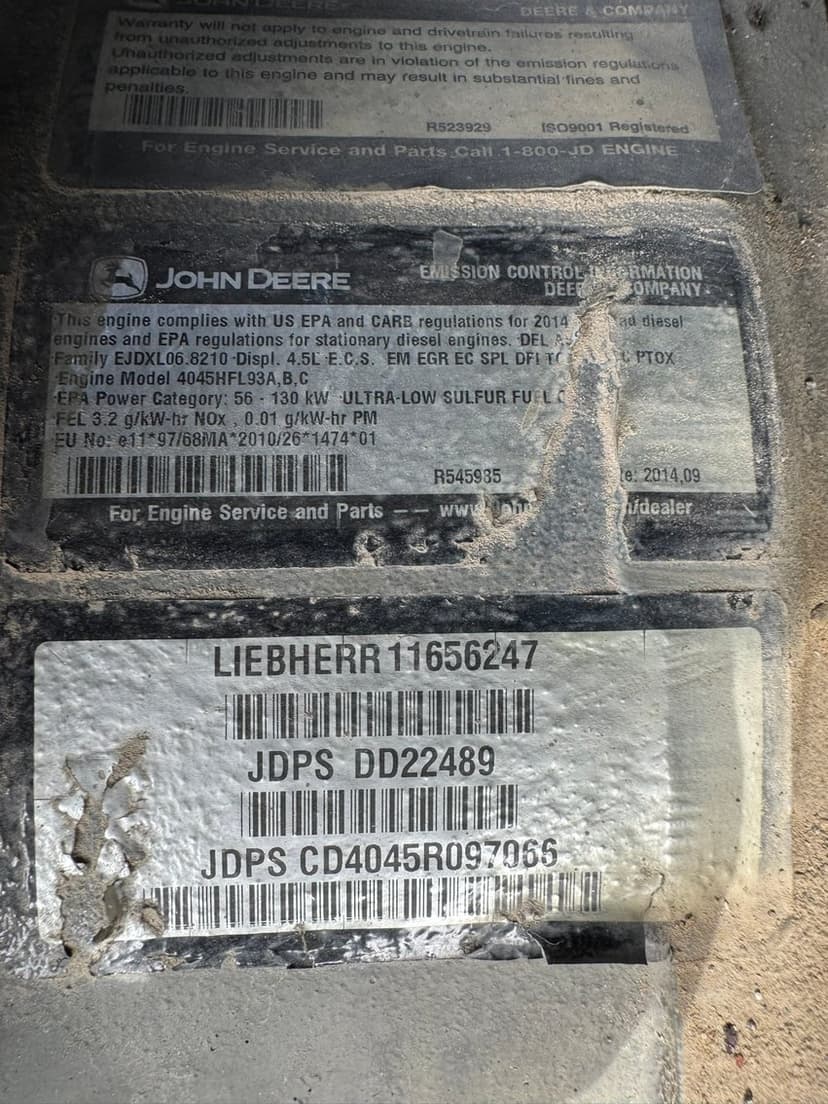 JOHN DEERE
DEERE & COMPANY
Warranty will not apply to engine and drivetrain failures resulting
from unauthorized adjustments to this engine.
Unauthorized adjustments are in violation of the emission regulations
applicable to this engine and may result in substantial fines and
penalties.
R523929 ISO9001 Registered
For Engine Service and Parts Call 1-800-JD ENGINE
JOHN DEERE
EMISSION CONTROL INFORMATION
DEERE COMPANY
This engine complies with US EPA and CARB regulations for 2014 diesel
engines and EPA regulations for stationary diesel engines. DEL
Family EJDXL06.8210 Displ. 4.5L E.C.S. EM EGR EC SPL DFI PTOX
Engine Model 4045HFL93A,B,C
EPA Power Category: 56 - 130 kW ULTRA-LOW SULFUR FUEL
FEL 3.2 g/kW-hr NOx , 0.01 g/kW-hr PM
EU No: e11*97/68MA*2010/26*1474*01
R545985 2014,09
For Engine Service and Parts -- /dealer
LIEBHERR 11656247
JDPS DD22489
JDPS CD4045R097066